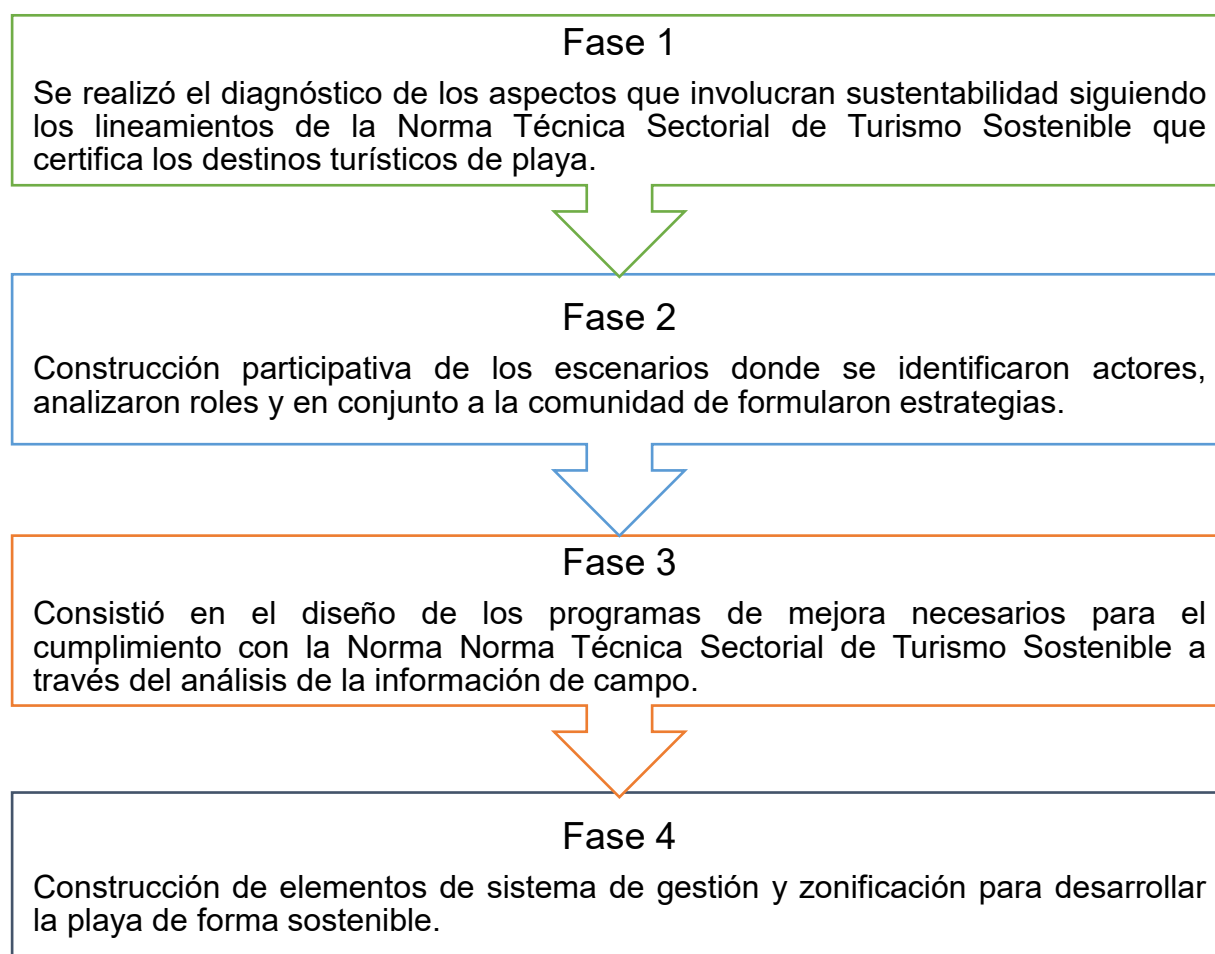 Fase 1
Se realizó el diagnóstico de los aspectos que involucran sustentabilidad siguiendo
los lineamientos de la Norma Técnica Sectorial de Turismo Sostenible que
certifica los destinos turísticos de playa.
Fase 2
Construcción participativa de los escenarios donde se identificaron actores,
analizaron roles y en conjunto a la comunidad de formularon estrategias.
Fase 3
Consistió en el diseño de los programas de mejora necesarios para el
cumplimiento con la Norma Norma Técnica Sectorial de Turismo Sostenible a
través del análisis de la información de campo.
Fase 4
Construcción de elementos de sistema de gestión y zonificación para desarrollar
la playa de forma sostenible.